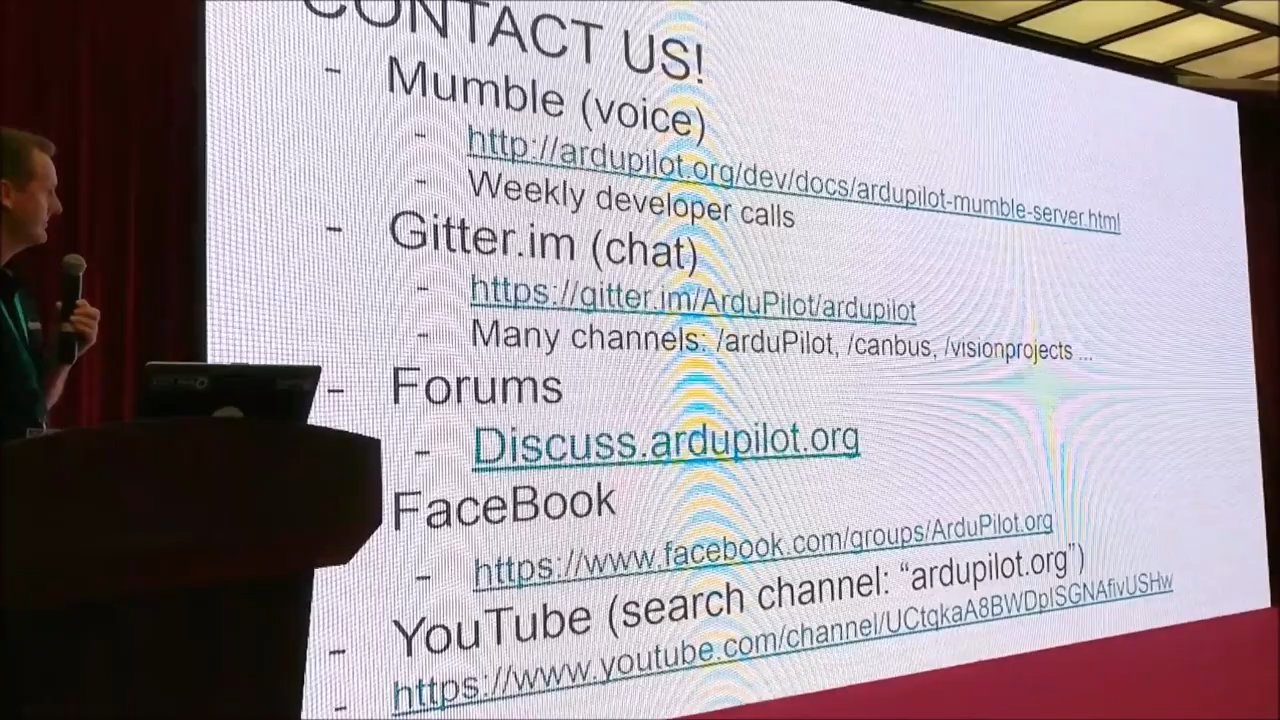 CONTACT US!
- Mumble (voice)
- http://ardupilot.org/dev/docs/ardupilot-mumble-server.html
- Weekly developer calls
- Gitter.im (chat)
- https://gitter.im/ArduPilot/ardupilot
- Many channels: /arduPilot, /canbus, /visionprojects ...
- Forums
- Discuss.ardupilot.org
FaceBook
- https://www.facebook.com/groups/ArduPilot.org
- YouTube (search channel: “ardupilot.org”)
- https://www.youtube.com/channel/UCtqkaA8BWDpISGNAfivUSHw